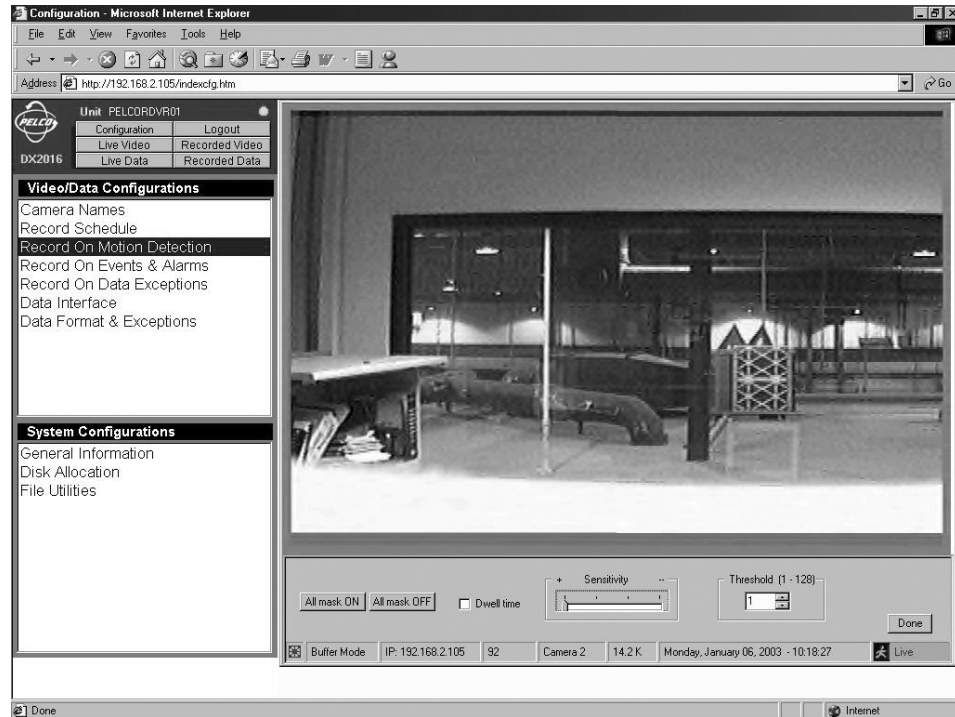 Configuration - Microsoft Internet Explorer
File Edit View Favorites Tools Help
Address http://192.168.2.105/indexcfg.htm Go
PELCO
DX2016
Unit PELCORDVR01
Configuration Logout
Live Video Recorded Video
Live Data Recorded Data
Video/Data Configurations
Camera Names
Record Schedule
Record On Motion Detection
Record On Events & Alarms
Record On Data Exceptions
Data Interface
Data Format & Exceptions
System Configurations
General Information
Disk Allocation
File Utilities
+ Sensitivity --
Threshold (1 - 128)
All mask ON All mask OFF Dwell time
1
Done
Buffer Mode IP: 192.168.2.105 92 Camera 2 14.2 K Monday, January 06, 2003 - 10:18:27 Live
Done Internet